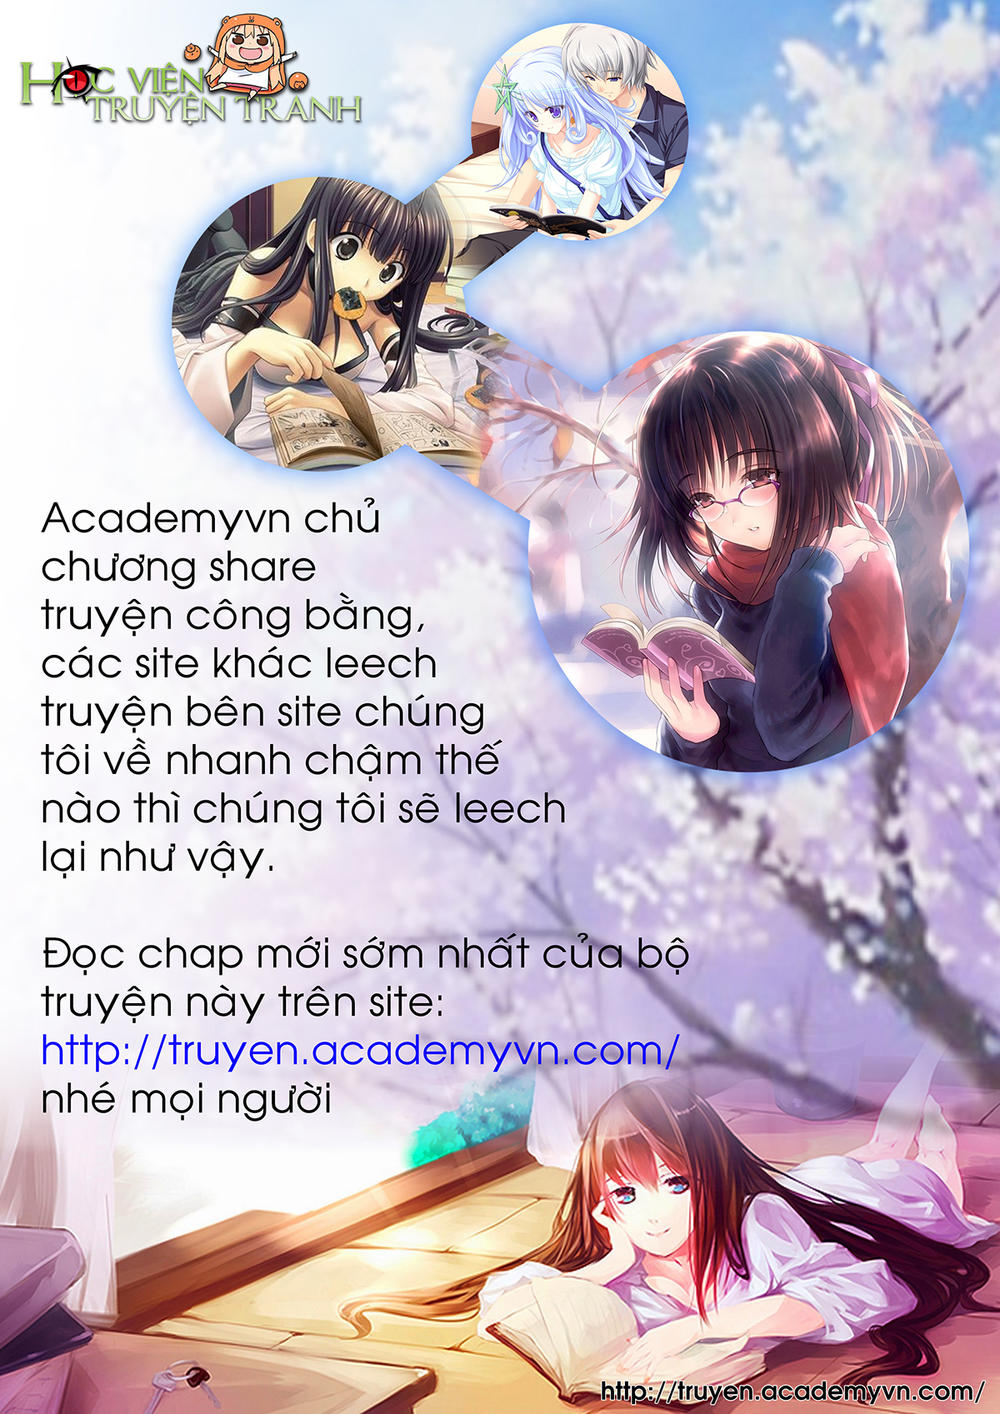 HỌC VIỆN
TRUYỆN TRANH
Academyvn chủ
chương share
truyện công bằng,
các site khác leech
truyện bên site chúng
tôi về nhanh chậm thế
nào thì chúng tôi sẽ leech
lại như vậy.
Đọc chap mới sớm nhất của bộ
truyện này trên site:
http://truyen.academyvn.com/
nhé mọi người
http://truyen.academyvn.com/